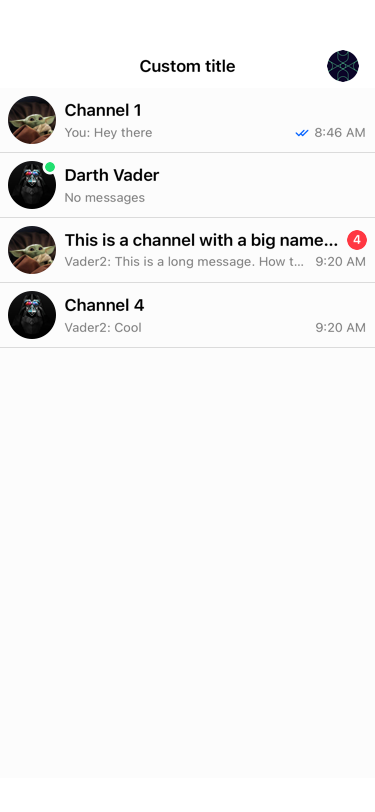 Custom title
Channel 1
You: Hey there 8:46 AM
Darth Vader
No messages
This is a channel with a big name... 4
Vader2: This is a long message. How t... 9:20 AM
Channel 4
Vader2: Cool 9:20 AM